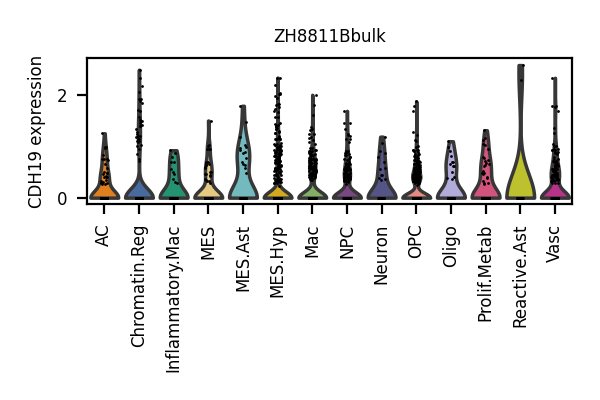 ZH8811Bbulk
CDH19 expression
2
0
AC
Chromatin.Reg
Inflammatory.Mac
MES
MES.Ast
MES.Hyp
Mac
NPC
Neuron
OPC
Oligo
Prolif.Metab
Reactive.Ast
Vasc